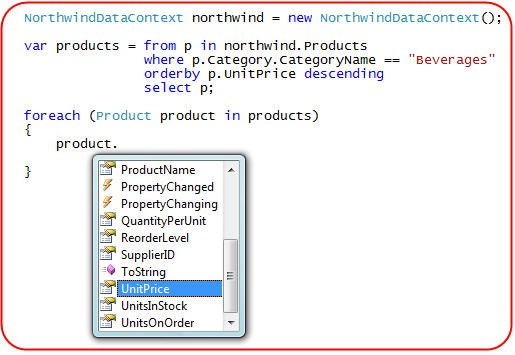 NorthwindDataContext northwind = new NorthwindDataContext();
var products = from p in northwind.Products
where p.Category.CategoryName == "Beverages"
orderby p.UnitPrice descending
select p;
foreach (Product product in products)
{
product.
ProductName
PropertyChanged
PropertyChanging
QuantityPerUnit
ReorderLevel
SupplierID
ToString
UnitPrice
UnitsInStock
UnitsOnOrder
}